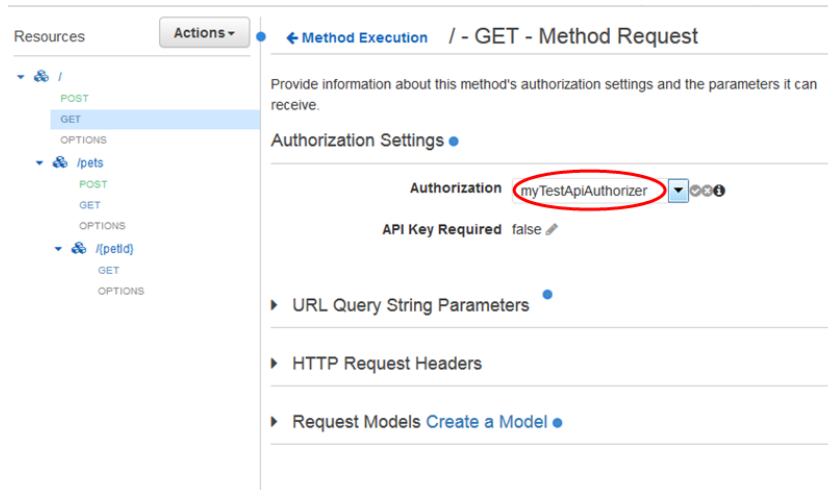 Resources
Actions
/
POST
GET
OPTIONS
/pets
POST
GET
OPTIONS
/{petId}
GET
OPTIONS
Method Execution / - GET - Method Request
Provide information about this method's authorization settings and the parameters it can
receive.
Authorization Settings
Authorization myTestApiAuthorizer
API Key Required false
URL Query String Parameters
HTTP Request Headers
Request Models Create a Model